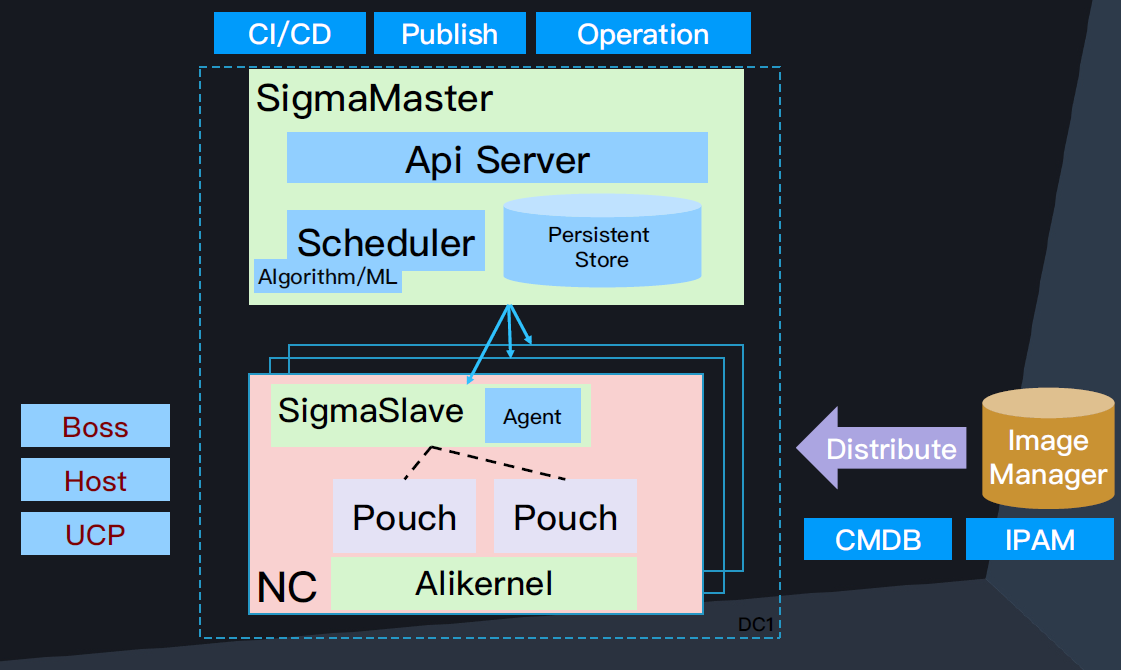 CI/CD
Publish
Operation
SigmaMaster
Api Server
Scheduler
Persistent
Store
Algorithm/ML
SigmaSlave
Agent
Pouch
Pouch
NC
Alikernel
DC1
Boss
Host
UCP
Distribute
Image
Manager
CMDB
IPAM